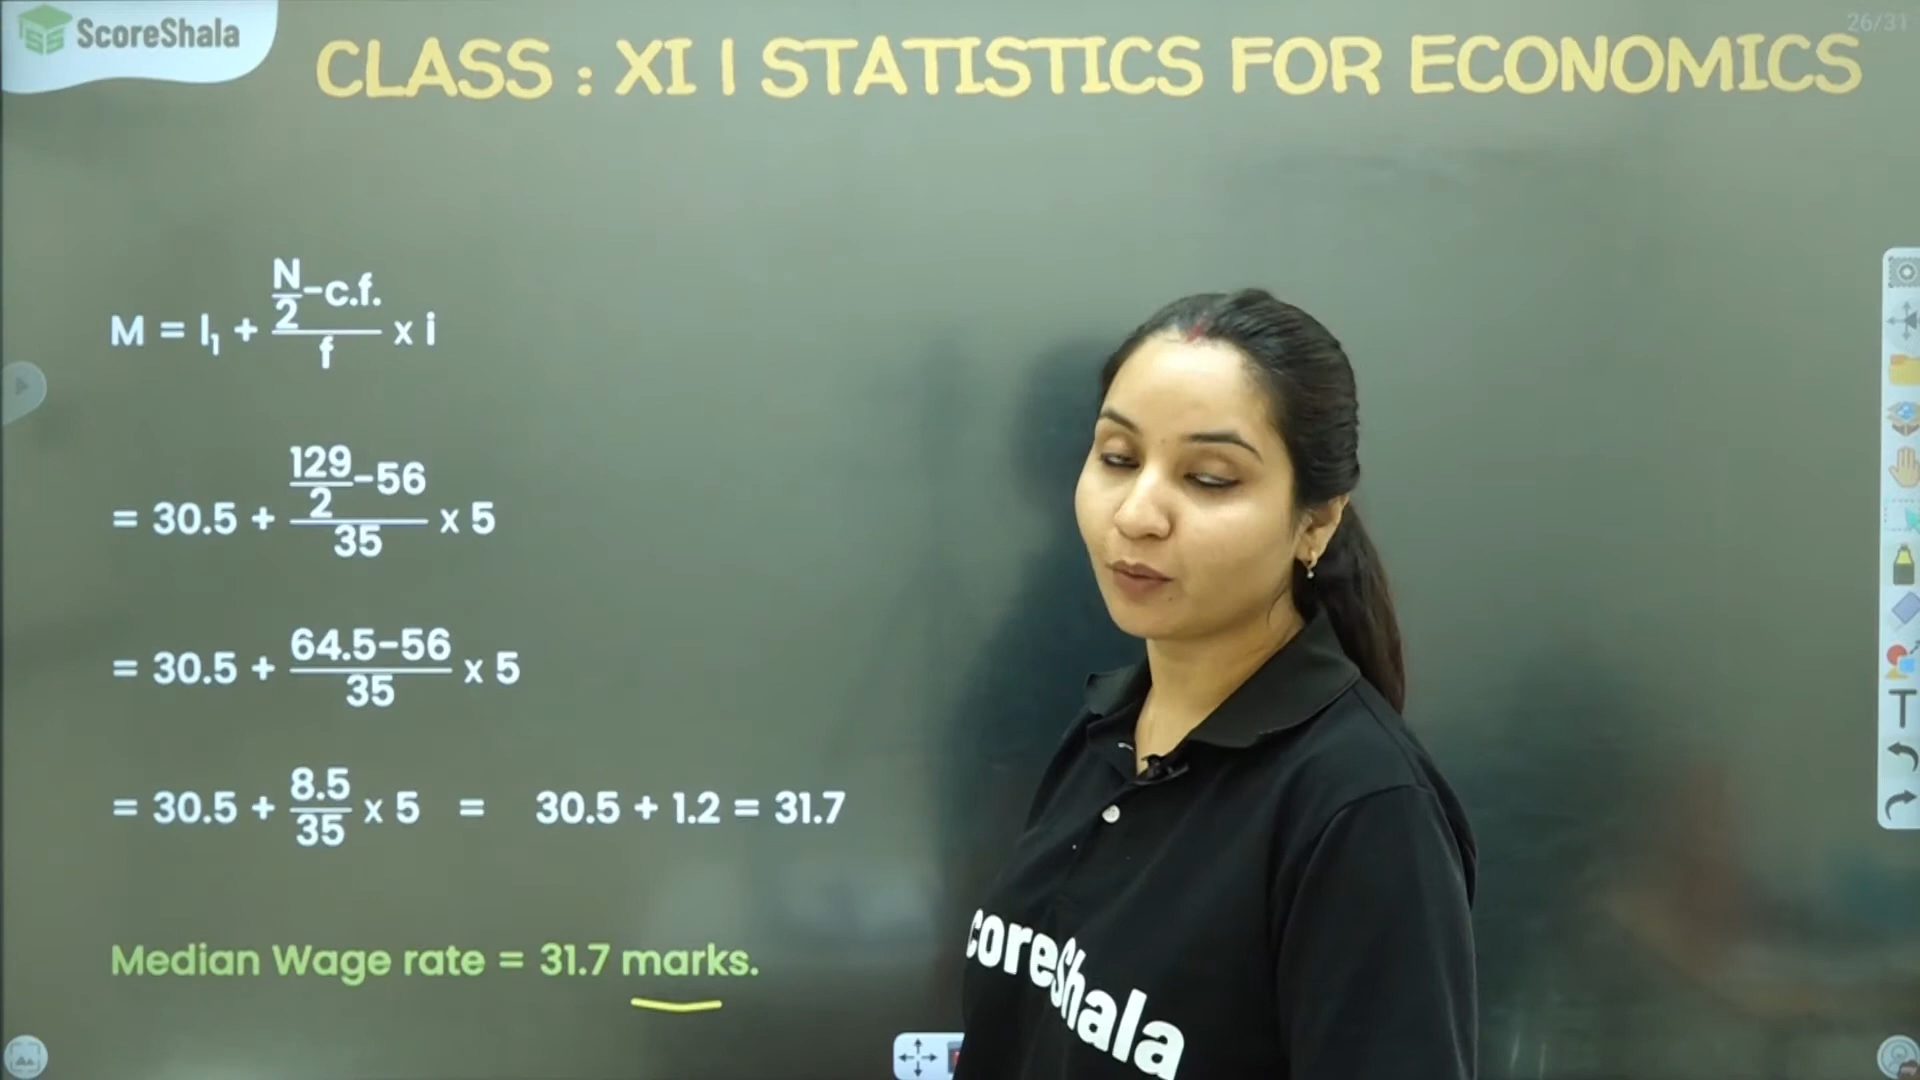 ScoreShala
26/31
CLASS : XI | STATISTICS FOR ECONOMICS
M = l₁ + (N/2 - c.f.)/f x i
= 30.5 + (129/2 - 56)/35 x 5
= 30.5 + (64.5-56)/35 x 5
= 30.5 + 8.5/35 x 5 = 30.5 + 1.2 = 31.7
Median Wage rate = 31.7 marks.
coreShala
T